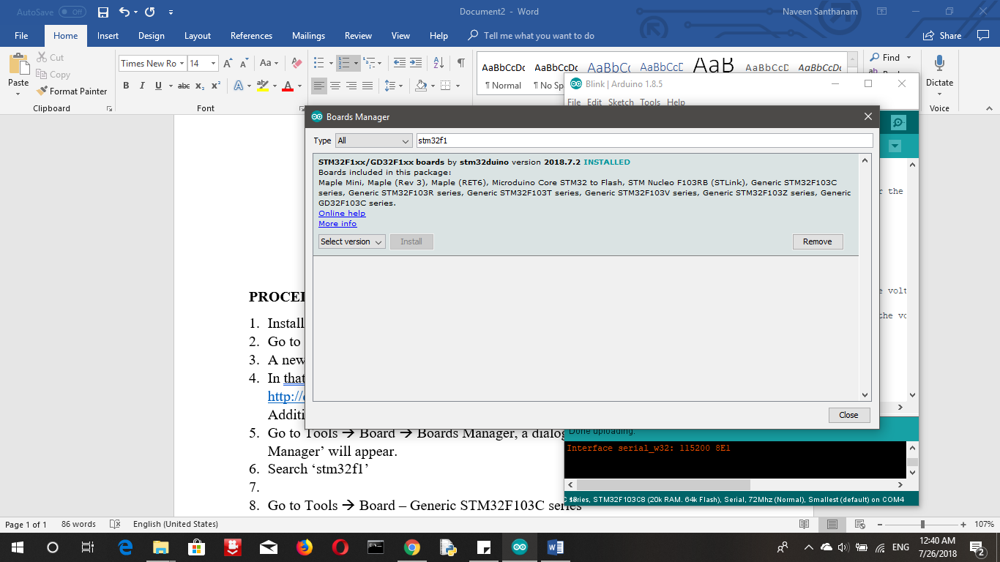 AutoSave Off
Document2 - Word
Naveen Santhanam
File Home Insert Design Layout References Mailings Review View Help Tell me what you want to do Share
Paste
Cut
Copy
Format Painter
Clipboard
Times New Ro 14
Aa
B I U abc x₂ x²
A ab A
Font
AaBbCcDc AaBbCcDc AaBbC( AaBbCcD AaB AaBbCcD AaBbCcDc
¶ Normal ¶ No Sp
Find
Dictate
Voice
Blink | Arduino 1.8.5
File Edit Sketch Tools Help
Boards Manager
Type All stm32f1
STM32F1xx/GD32F1xx boards by stm32duino version 2018.7.2 INSTALLED
Boards included in this package:
Maple Mini, Maple (Rev 3), Maple (RET6), Microduino Core STM32 to Flash, STM Nucleo F103RB (STLink), Generic STM32F103C
series, Generic STM32F103R series, Generic STM32F103T series, Generic STM32F103V series, Generic STM32F103Z series, Generic
GD32F103C series.
Online help
More info
Select version Install Remove
Close
r the
e volt
the vo
PROCE
1. Install
2. Go to
3. A new
4. In that
http://
Additi
5. Go to Tools → Board → Boards Manager, a dialog
Manager’ will appear.
6. Search ‘stm32f1’
7.
8. Go to Tools → Board – Generic STM32F103C series
Done uploading.
Interface serial_w32: 115200 8E1
series, STM32F103C8 (20k RAM. 64k Flash), Serial, 72Mhz (Normal), Smallest (default) on COM4
Page 1 of 1 86 words English (United States) 107%
ENG
12:40 AM
7/26/2018
2